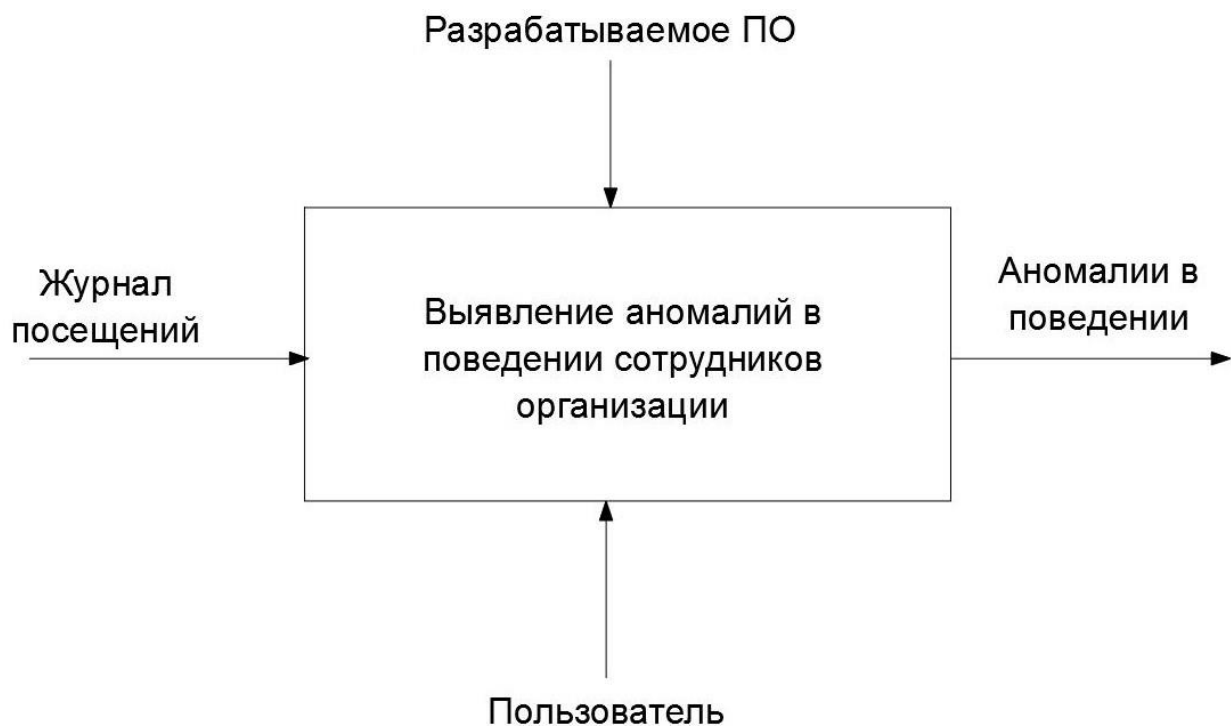 Разрабатываемое ПО
Журнал
посещений
Выявление аномалий в
поведении сотрудников
организации
Аномалии в
поведении
Пользователь